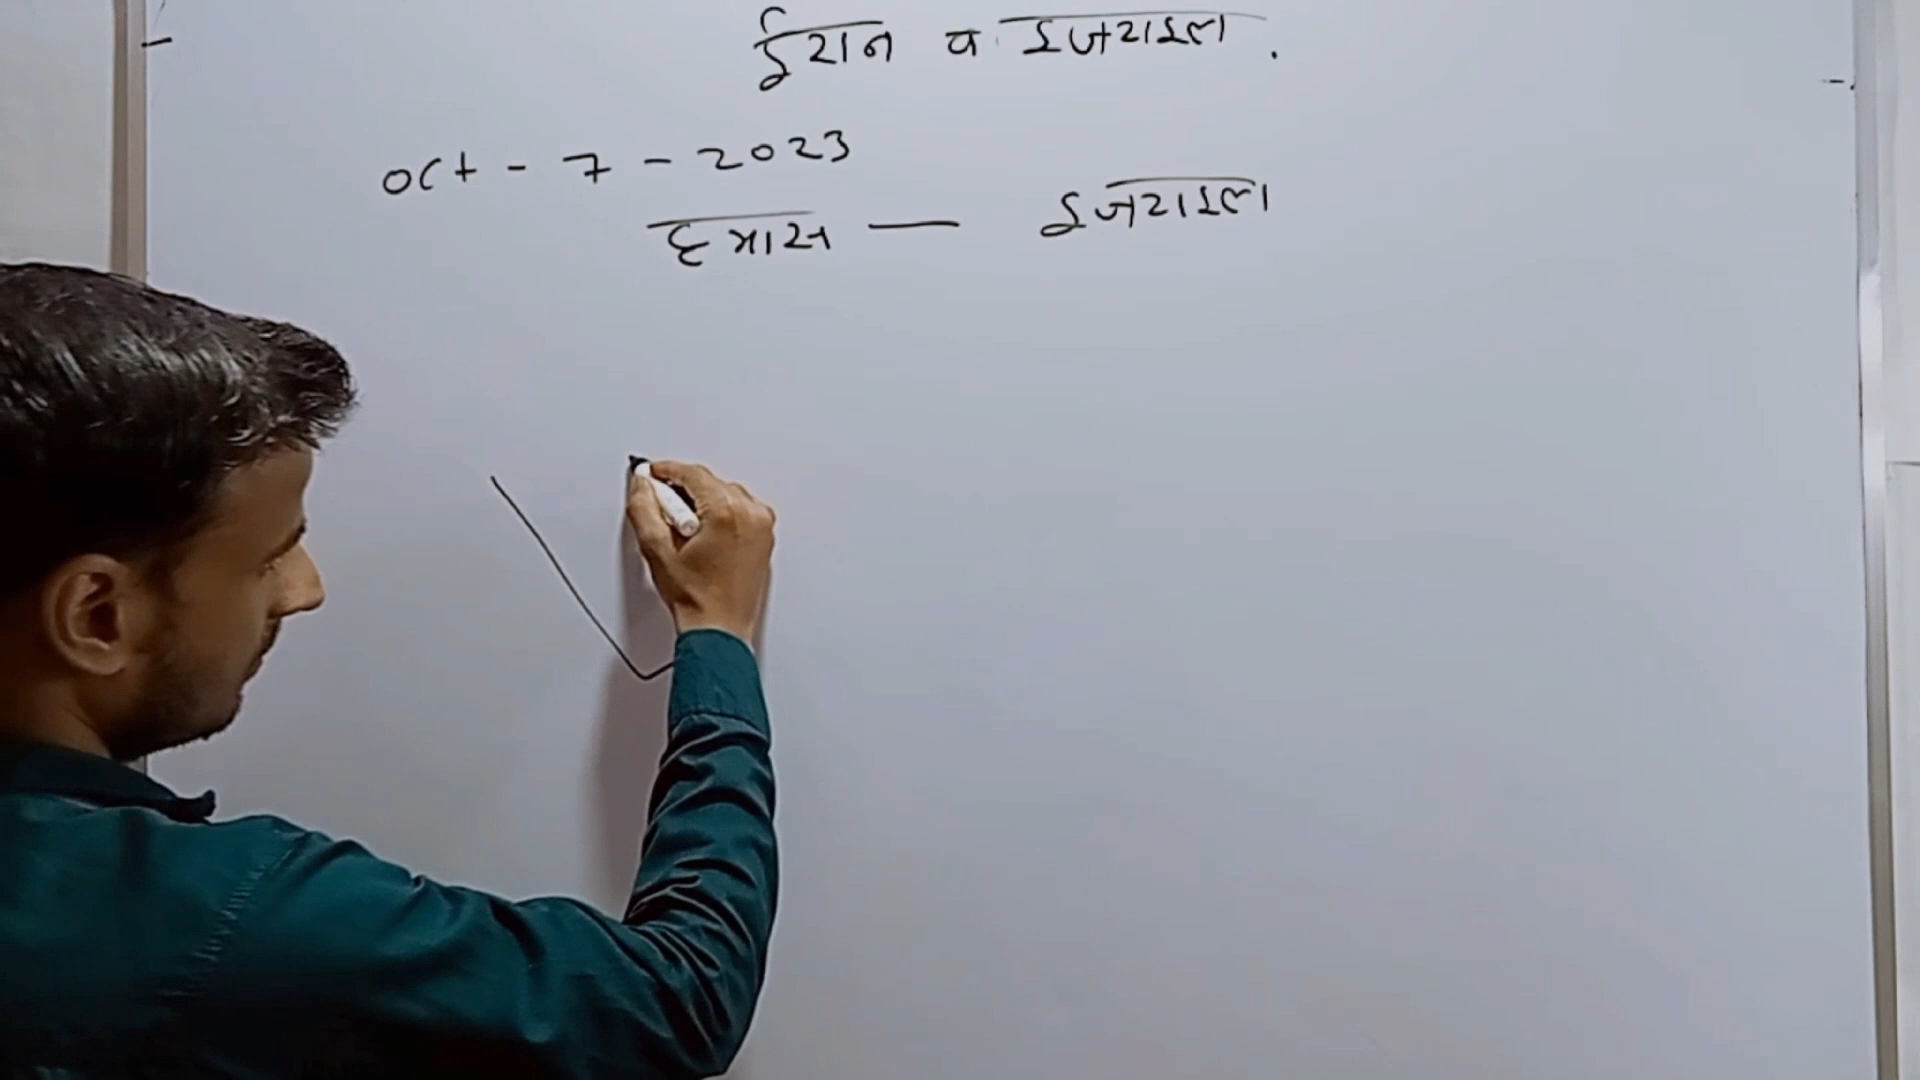 ईरान व इजराइल.
oct - 7 - 2023
हमास — इजराइल